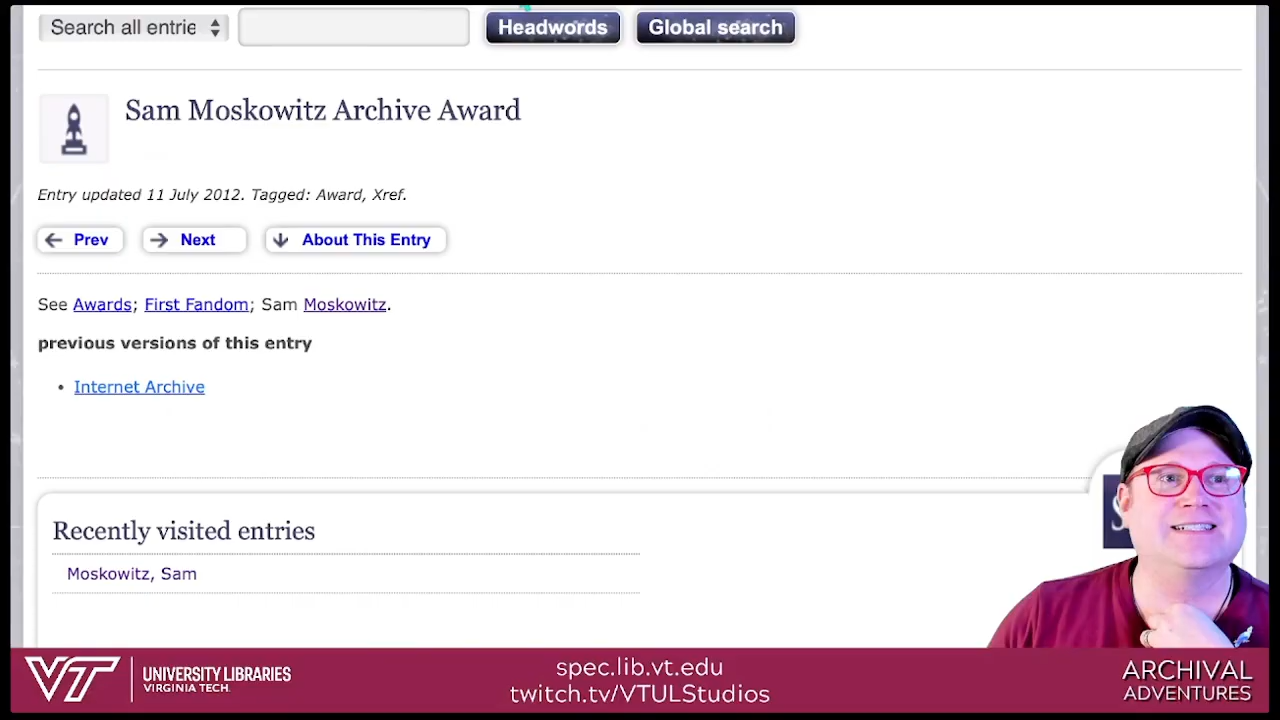 Search all entrie
Headwords
Global search
Sam Moskowitz Archive Award
Entry updated 11 July 2012. Tagged: Award, Xref.
Prev
Next
About This Entry
See Awards; First Fandom; Sam Moskowitz.
previous versions of this entry
• Internet Archive
Recently visited entries
Moskowitz, Sam
VT
UNIVERSITY LIBRARIES
VIRGINIA TECH.
spec.lib.vt.edu
twitch.tv/VTULStudios
ARCHIVAL
ADVENTURES